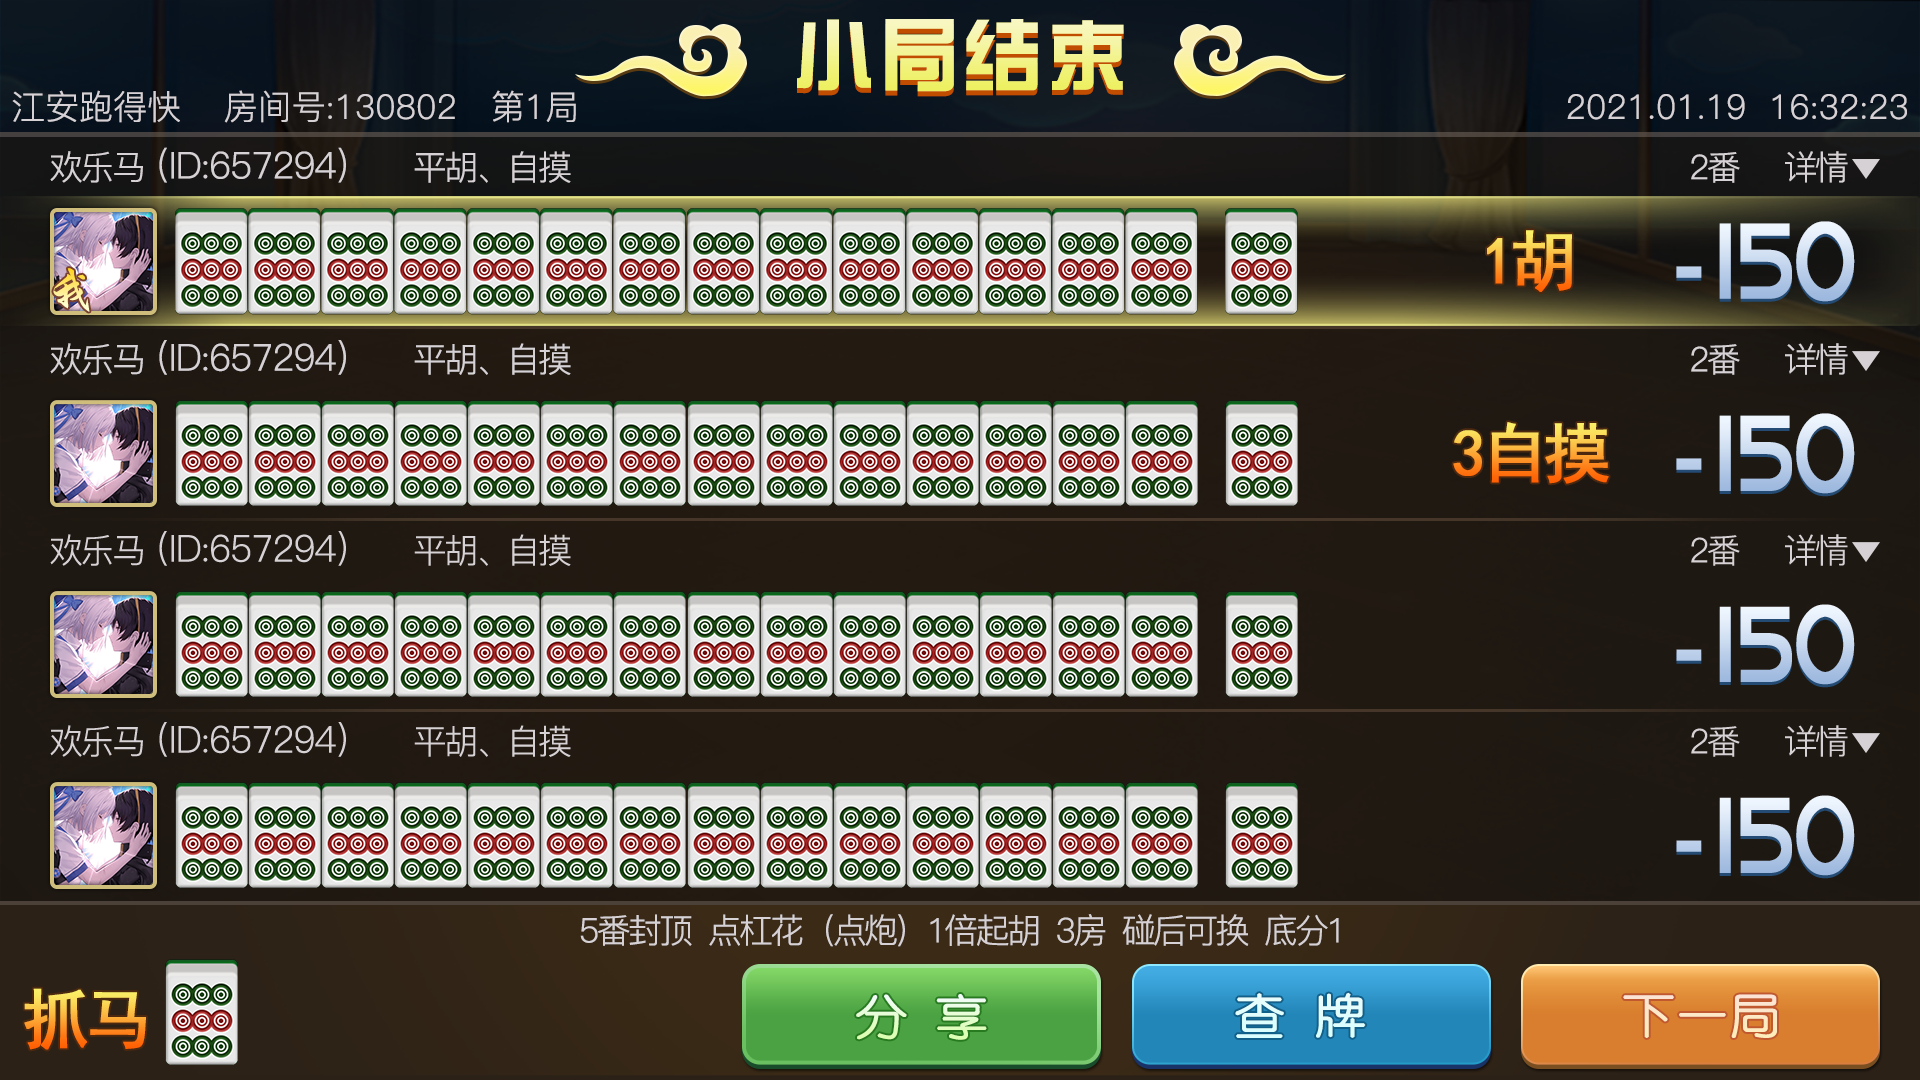 小局结束
江安跑得快 房间号:130802 第1局 2021.01.19 16:32:23
欢乐马 (ID:657294) 平胡、自摸 2番 详情▼
我 1胡 -150
欢乐马 (ID:657294) 平胡、自摸 2番 详情▼
3自摸 -150
欢乐马 (ID:657294) 平胡、自摸 2番 详情▼
-150
欢乐马 (ID:657294) 平胡、自摸 2番 详情▼
-150
5番封顶 点杠花（点炮）1倍起胡 3房 碰后可换 底分1
抓马 分享 查牌 下一局